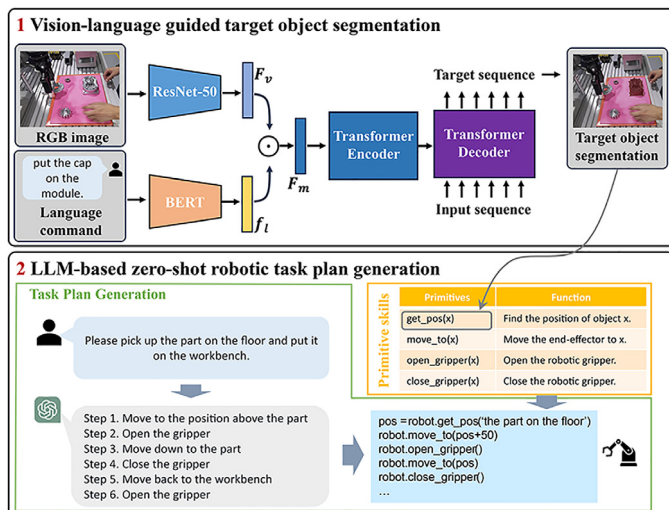 1 Vision-language guided target object segmentation
RGB image
ResNet-50
F_v
put the cap
on the
module.
Language
command
BERT
f_l
F_m
Transformer
Encoder
Target sequence
Transformer
Decoder
Input sequence
Target object
segmentation
2 LLM-based zero-shot robotic task plan generation
Task Plan Generation
Please pick up the part on the floor and put it
on the workbench.
Step 1. Move to the position above the part
Step 2. Open the gripper
Step 3. Move down to the part
Step 4. Close the gripper
Step 5. Move back to the workbench
Step 6. Open the gripper
Primitive skills
Primitives Function
get_pos(x) Find the position of object x.
move_to(x) Move the end-effector to x.
open_gripper(x) Open the robotic gripper.
close_gripper(x) Close the robotic gripper.
pos =robot.get_pos('the part on the floor')
robot.move_to(pos+50)
robot.open_gripper()
robot.move_to(pos)
robot.close_gripper()
...